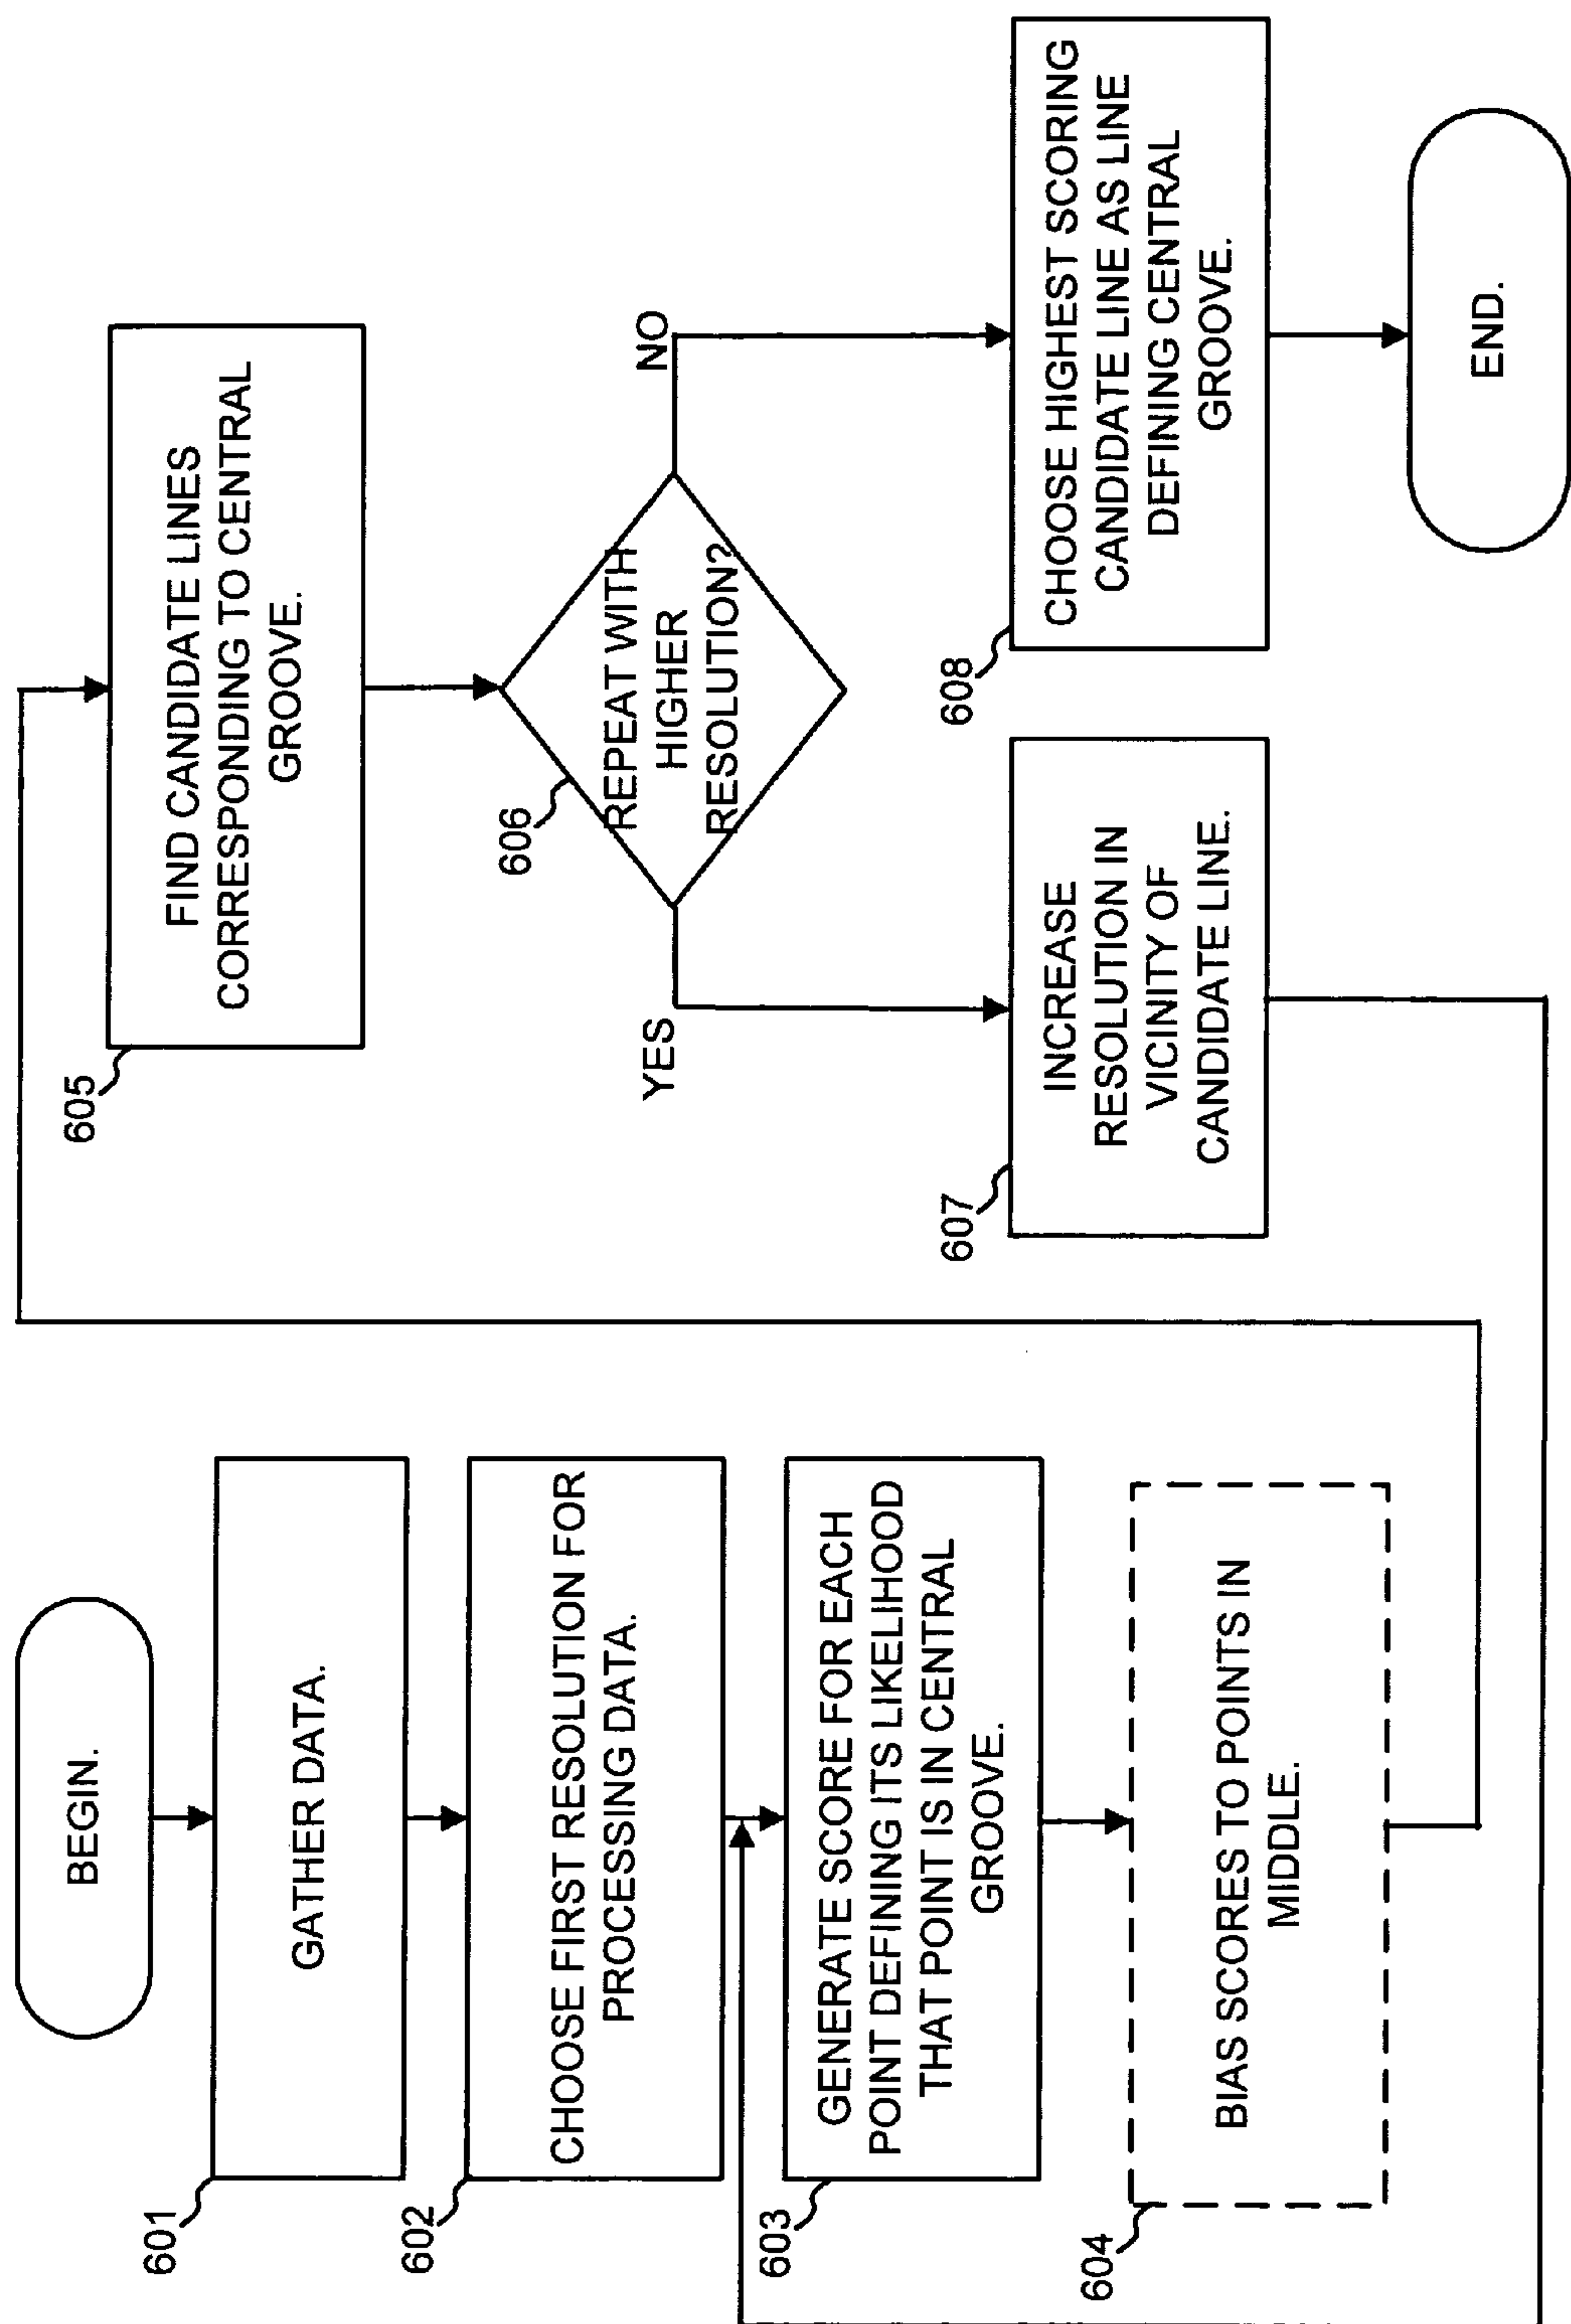 BEGIN.
601
GATHER DATA.
602
CHOOSE FIRST RESOLUTION FOR
PROCESSING DATA.
603
GENERATE SCORE FOR EACH
POINT DEFINING ITS LIKELIHOOD
THAT POINT IS IN CENTRAL
GROOVE.
604
BIAS SCORES TO POINTS IN
MIDDLE.
605
FIND CANDIDATE LINES
CORRESPONDING TO CENTRAL
GROOVE.
606
REPEAT WITH
HIGHER
RESOLUTION?
YES
NO
607
INCREASE
RESOLUTION IN
VICINITY OF
CANDIDATE LINE.
608
CHOOSE HIGHEST SCORING
CANDIDATE LINE AS LINE
DEFINING CENTRAL
GROOVE.
END.